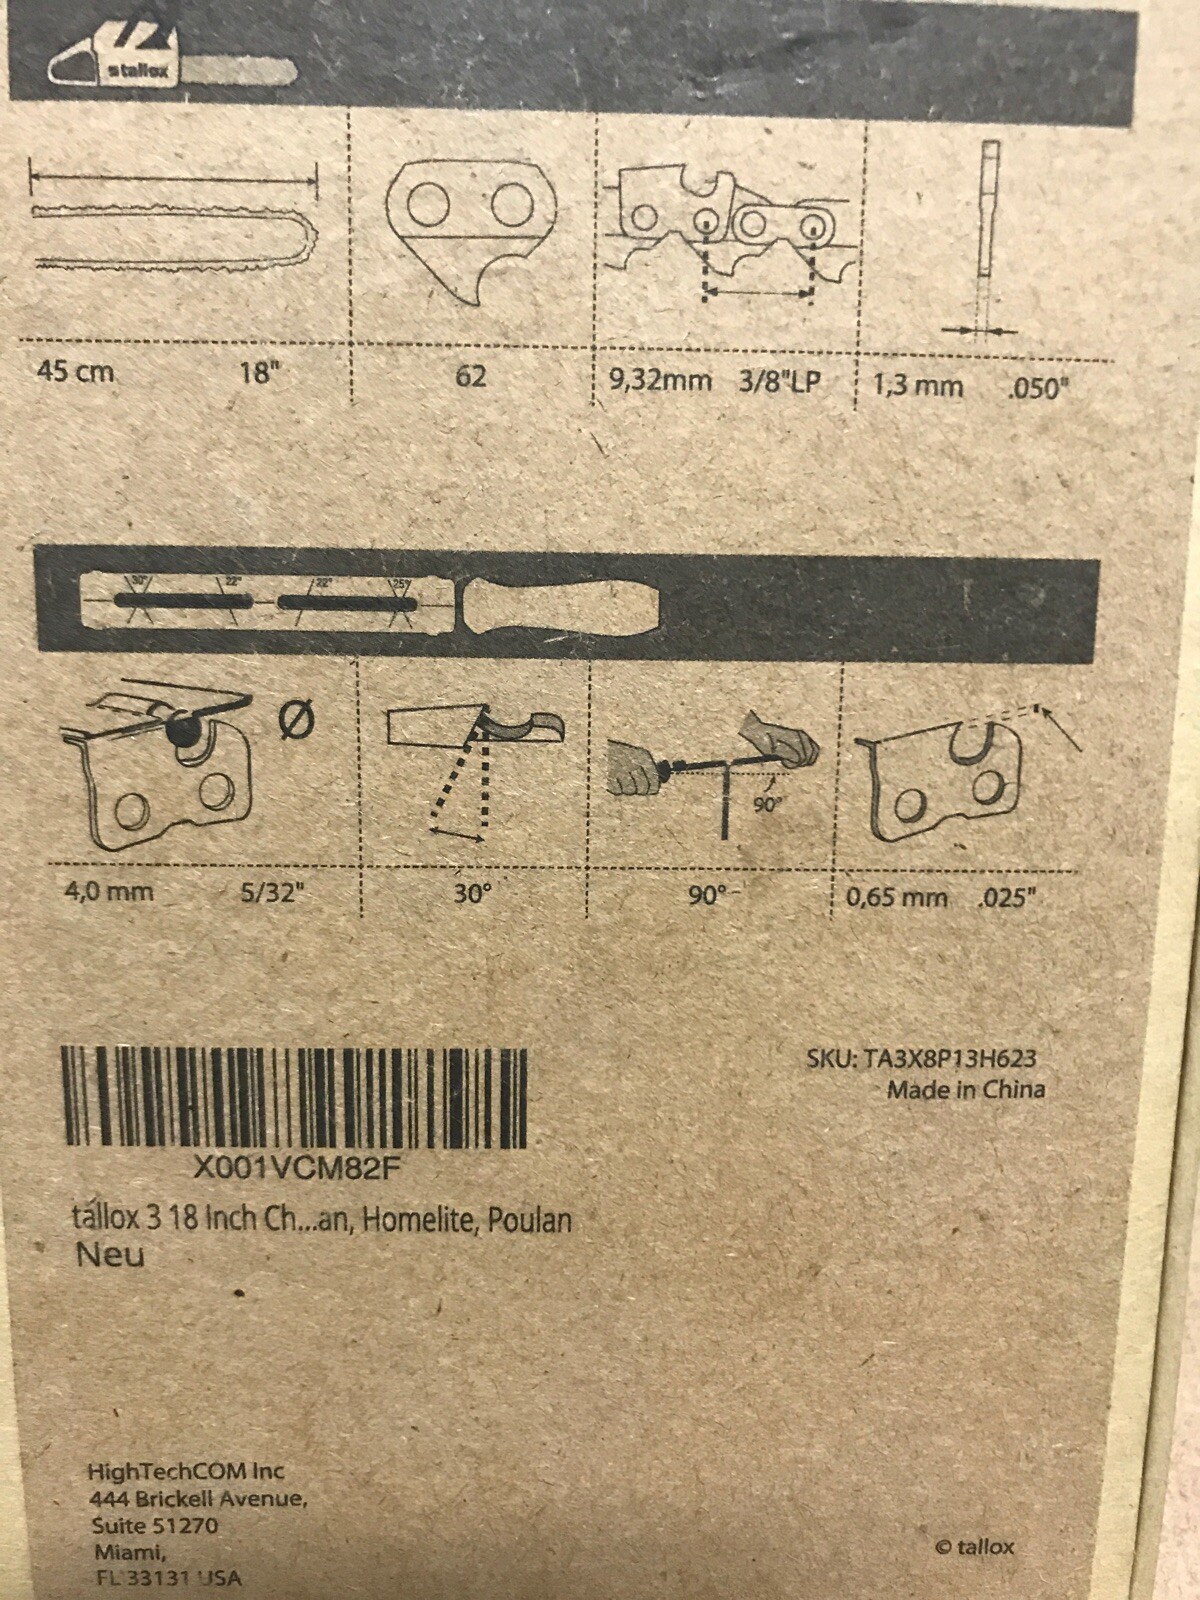 tallox
45 cm 18" 62 9,32mm 3/8"LP 1,3 mm .050"
30° 22° 22° 25°
Ø
90°
4,0 mm 5/32" 30° 90° 0,65 mm .025"
SKU: TA3X8P13H623
Made in China
X001VCM82F
tallox 3 18 Inch Ch...an, Homelite, Poulan
Neu
HighTechCOM Inc
444 Brickell Avenue,
Suite 51270
Miami,
FL 33131 USA
© tallox